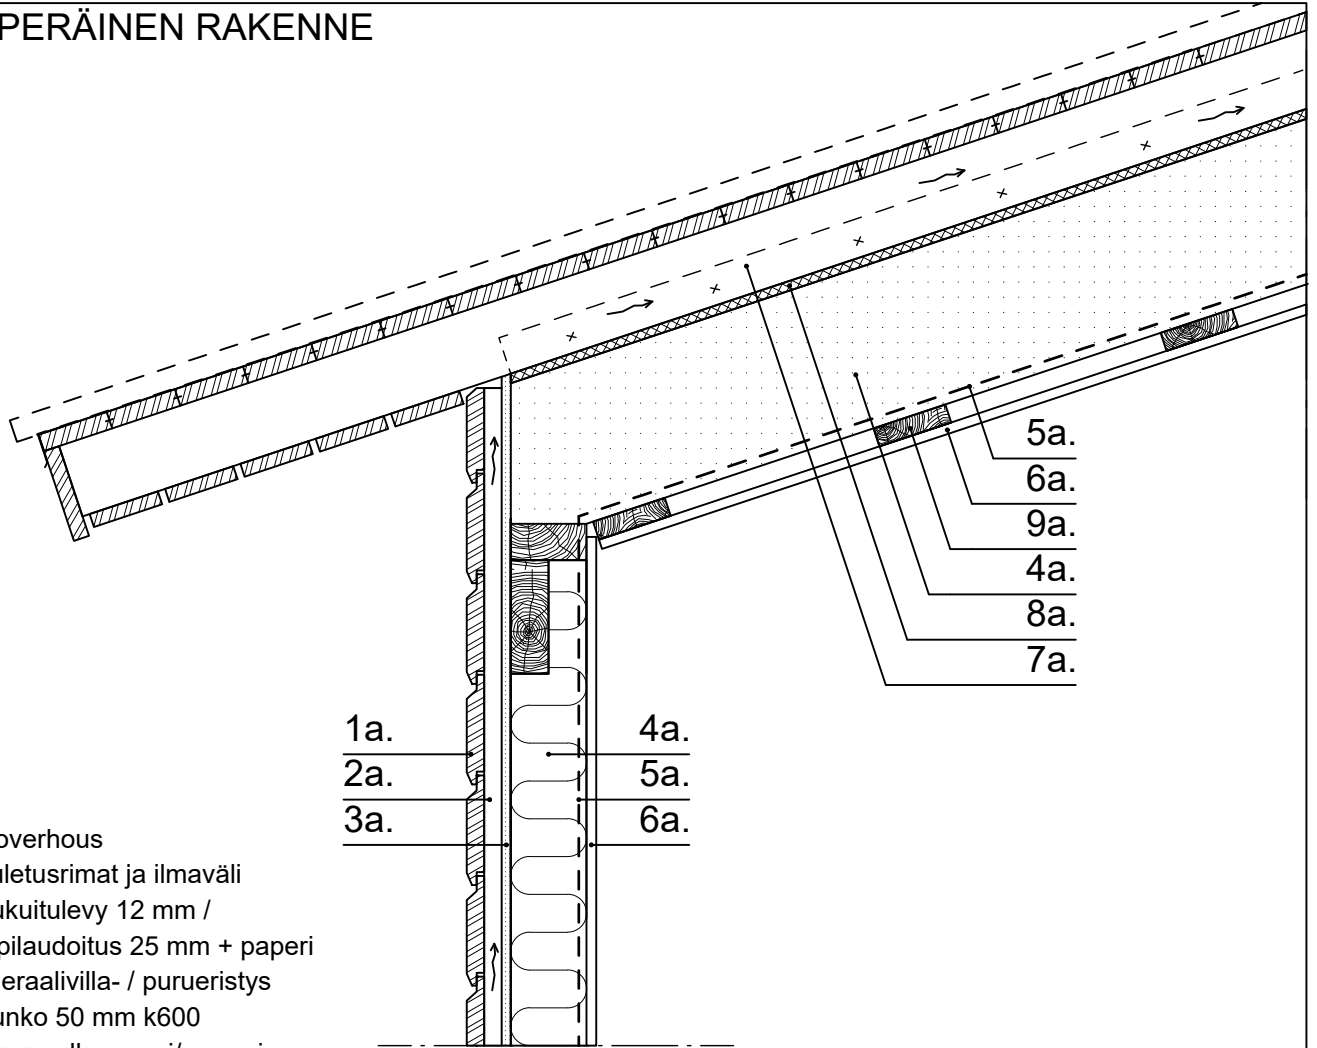 PERÄINEN RAKENNE
5a.
6a.
9a.
4a.
8a.
7a.
1a.
2a.
3a.
4a.
5a.
6a.
overhous
uletusrimat ja ilmaväli
ukuitulevy 12 mm /
pilaudoitus 25 mm + paperi
eraalivilla- / purueristys
unko 50 mm k600